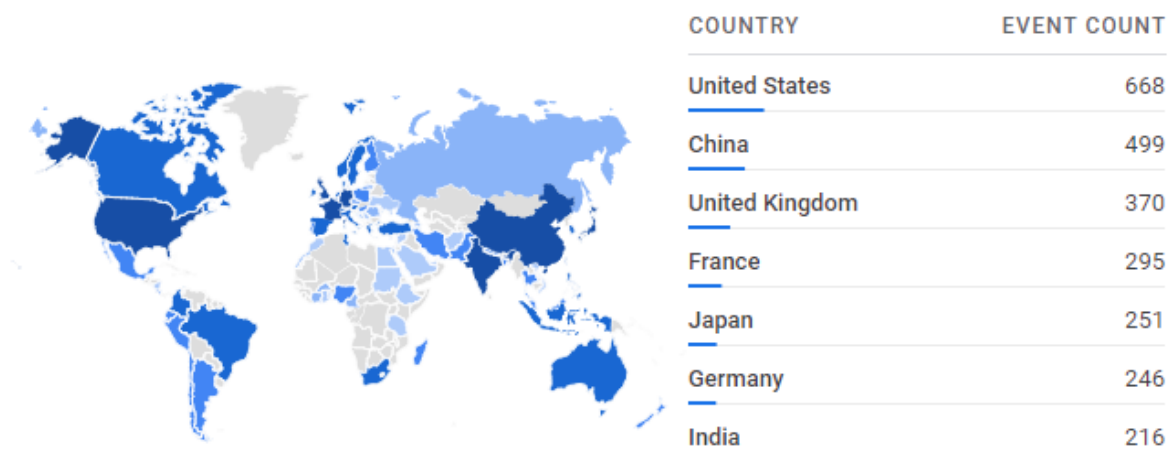 COUNTRY EVENT COUNT
United States 668
China 499
United Kingdom 370
France 295
Japan 251
Germany 246
India 216